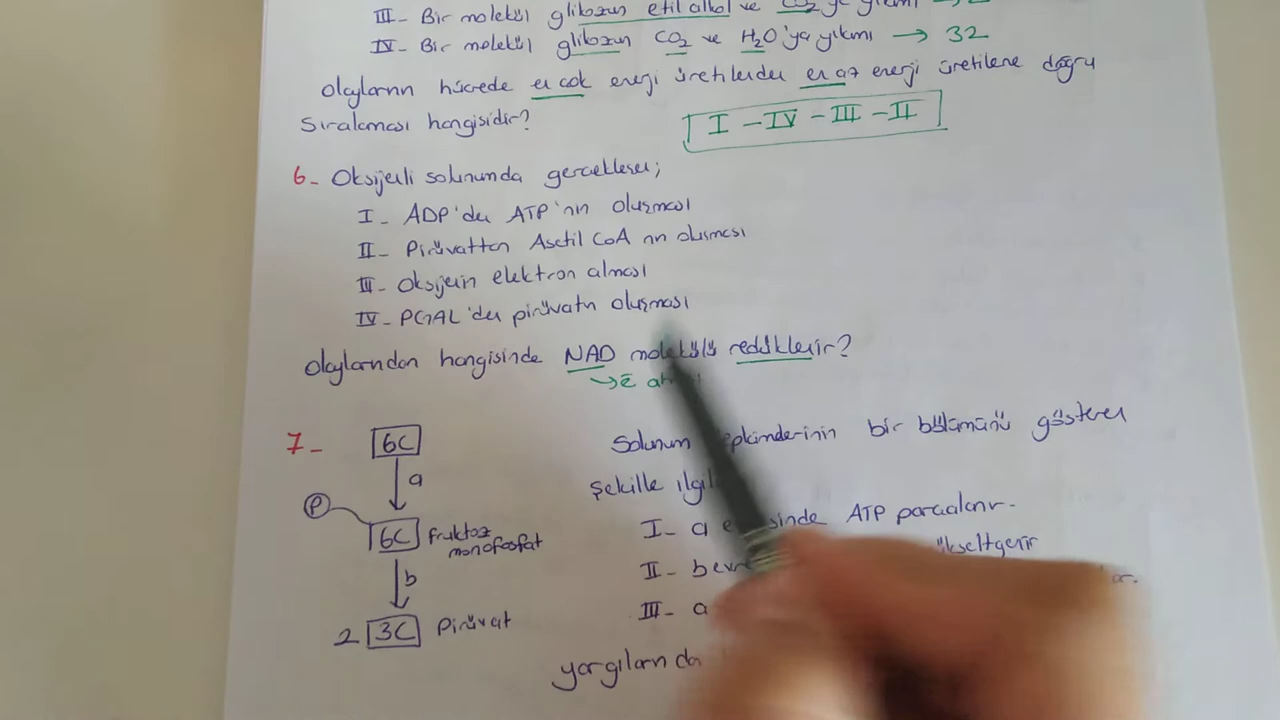 III- Bir molekül glikozun etil alkol ve CO2 ye yıkımı →
IV- Bir molekül glikozun CO2 ve H2O'ya yıkımı → 32
olayların hücrede en çok enerji üretilenden en az enerji üretilene doğru
sıralaması hangisidir?
I - IV - III - II
6- Oksijenli solunumda gerçekleşen;
I- ADP'den ATP'nin oluşması
II- Pirüvattan Asetil CoA nın oluşması
III- Oksijenin elektron alması
IV- PGAL'den pirüvatın oluşması
olaylarından hangisinde NAD molekülü redüklenir?
→ e
7-
6C
a
P
6C fruktoz
monofosfat
b
2 3C Pirüvat
Solunum bir bölümünü gösteren
şekille
I- a ATP parçalanır.
II- b
III- a
yargılarında